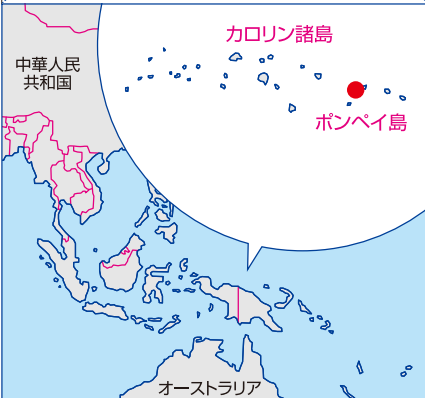 カロリン諸島
中華人民
共和国
ポンペイ島
オーストラリア